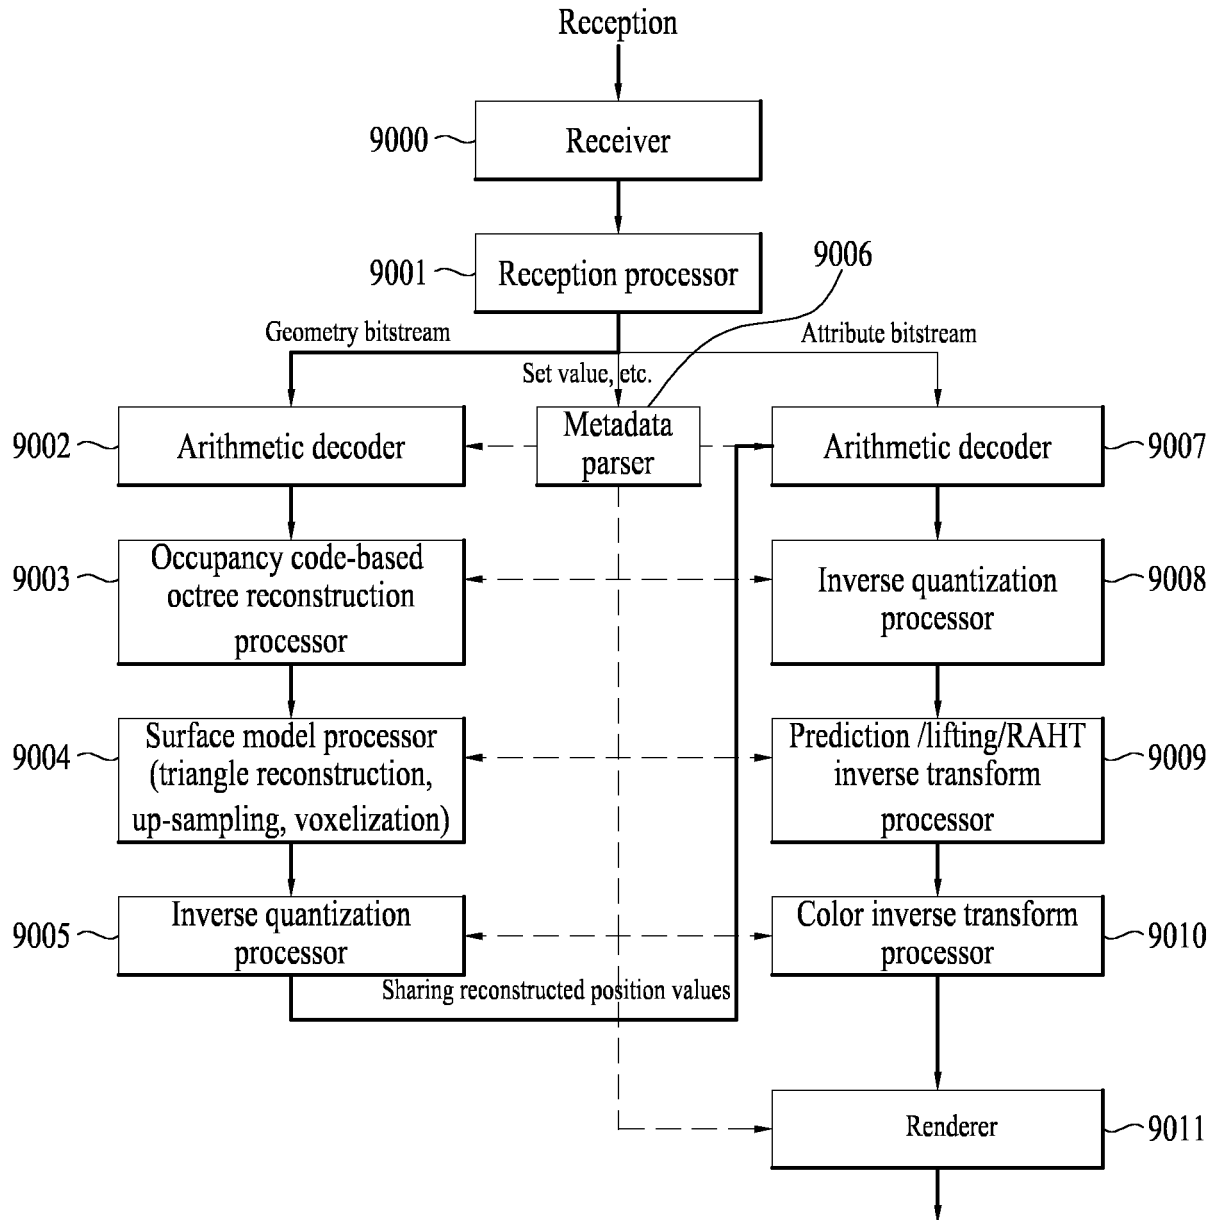 Reception
9000
Receiver
9001
Reception processor
9006
Geometry bitstream
Attribute bitstream
Set value, etc.
9002
Arithmetic decoder
Metadata
parser
Arithmetic decoder
9007
9003
Occupancy code-based
octree reconstruction
processor
Inverse quantization
processor
9008
9004
Surface model processor
(triangle reconstruction,
up-sampling, voxelization)
Prediction /lifting/RAHT
inverse transform
processor
9009
9005
Inverse quantization
processor
Color inverse transform
processor
9010
Sharing reconstructed position values
Renderer
9011